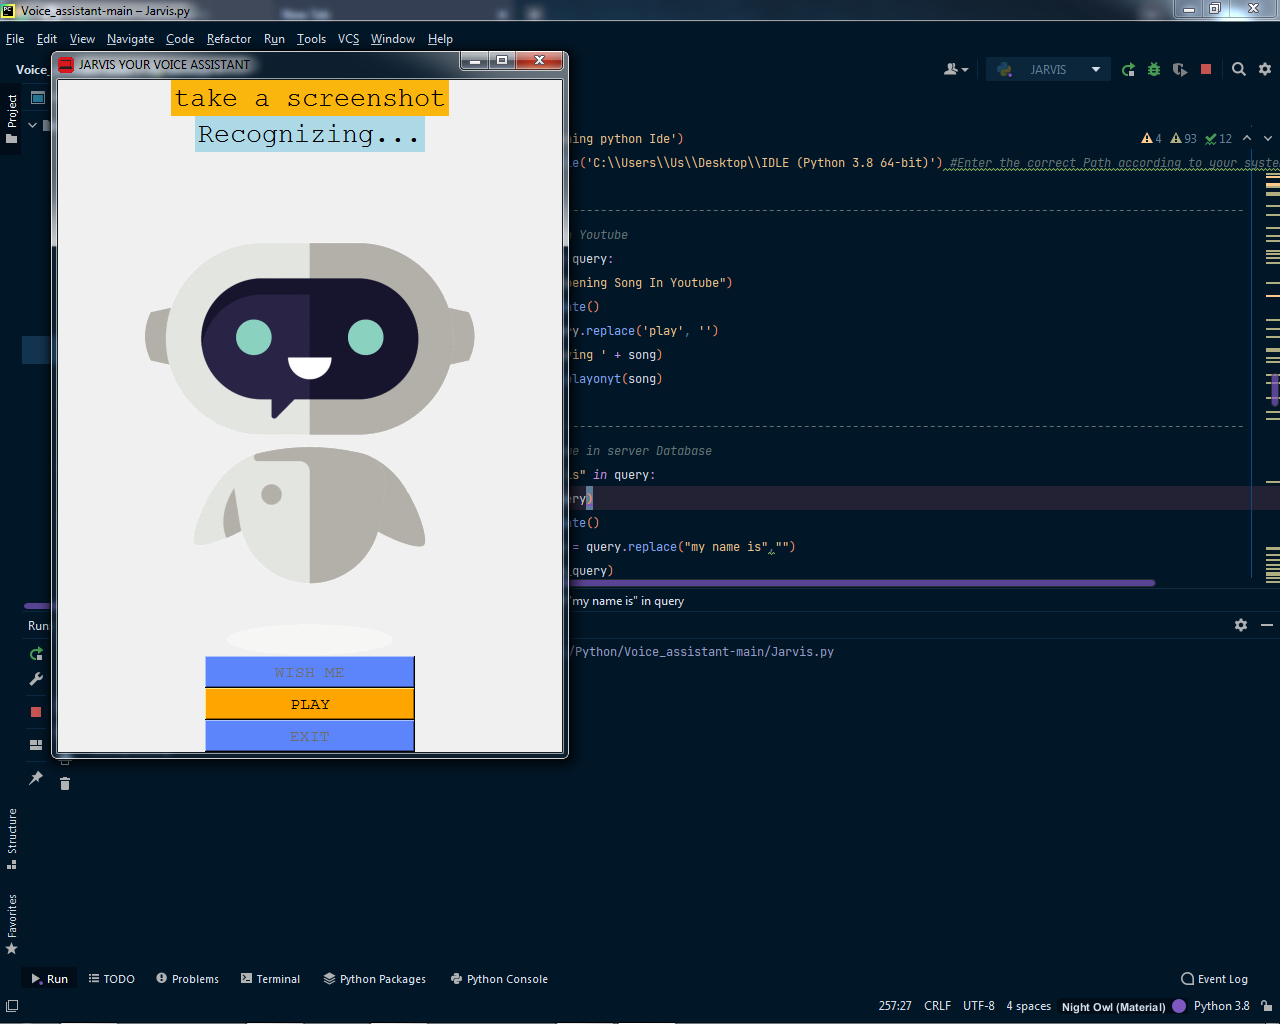 Voice_assistant-main – Jarvis.py
File Edit View Navigate Code Refactor Run Tools VCS Window Help
Voice_
JARVIS
JARVIS YOUR VOICE ASSISTANT
take a screenshot
Recognizing...
WISH ME
PLAY
EXIT
Project
4 93 12
ing python Ide')
e('C:\\Users\\Us\\Desktop\\IDLE (Python 3.8 64-bit)') #Enter the correct Path according to your system
--------------------------------------------------
Youtube
query:
ening Song In Youtube")
te()
y.replace('play', '')
ing ' + song)
layonyt(song)
--------------------------------------------------
e in server Database
s" in query:
ery)
te()
= query.replace("my name is","")
query)
"my name is" in query
Run:
/Python/Voice_assistant-main/Jarvis.py
Structure
Favorites
Run TODO Problems Terminal Python Packages Python Console Event Log
257:27 CRLF UTF-8 4 spaces Night Owl (Material) Python 3.8